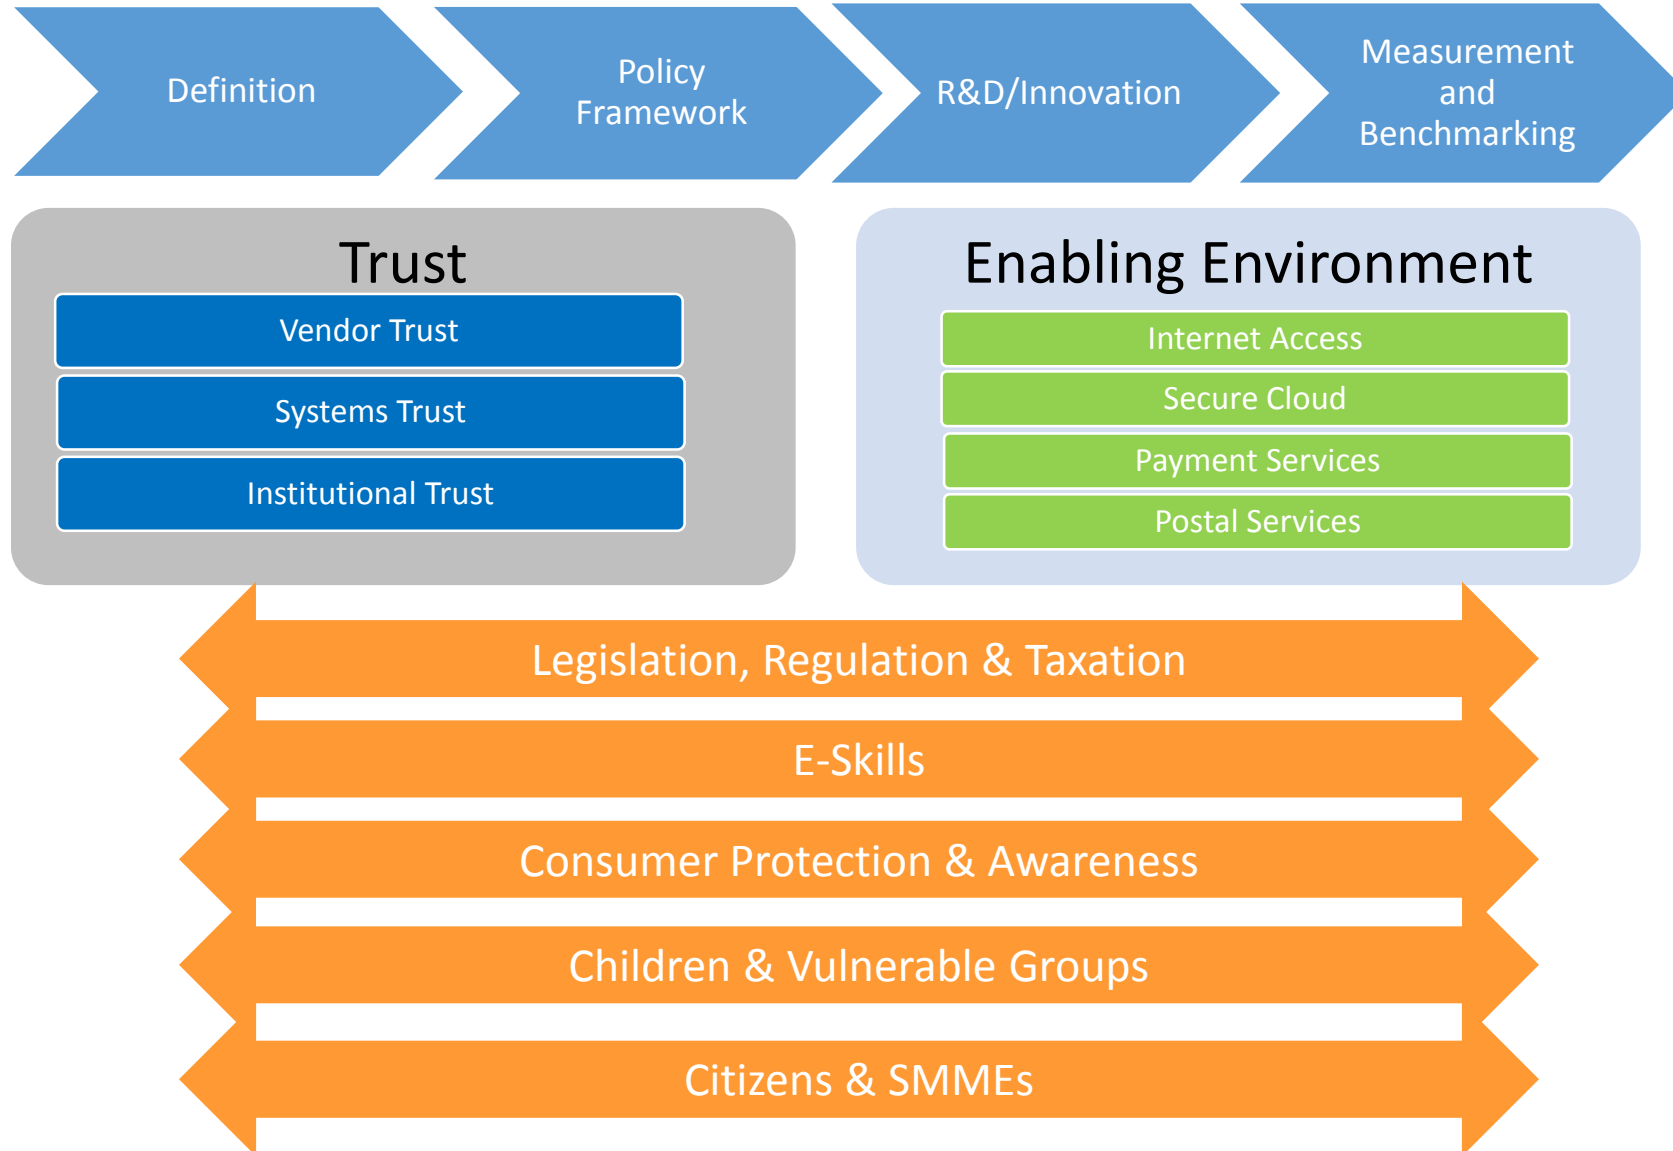 Definition
Policy
Framework
R&D/Innovation
Measurement
and
Benchmarking
Trust
Vendor Trust
Systems Trust
Institutional Trust
Enabling Environment
Internet Access
Secure Cloud
Payment Services
Postal Services
Legislation, Regulation & Taxation
E-Skills
Consumer Protection & Awareness
Children & Vulnerable Groups
Citizens & SMMEs